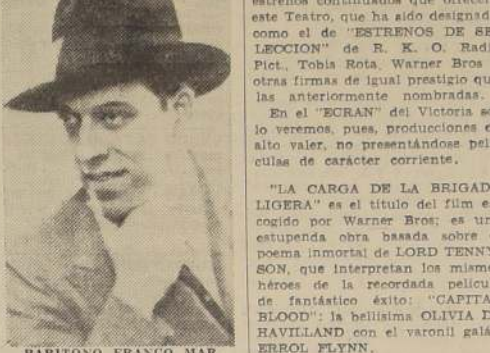 estrenos continuados que
este Teatro, que ha sido designad
como el de "ESTRENOS DE SE
LECCION" de R. K. O. Radi
Pict., Tobis Rota, Warner Bros
otras firmas de igual prestigio qu
las anteriormente nombradas.
En el "ECRAN" del Victoria so
lo veremos, pues, producciones
alto valer, no presentándose pelí
culas de carácter corriente.
"LA CARGA DE LA BRIGAD
LIGERA" es el título del film es
cogido por Warner Bros; es un
estupenda obra basada sobre
poema inmortal de LORD TENNY
SON, que interpretan los mismo
héroes de la recordada pelícu
de fantástico éxito: "CAPITA
BLOOD": la bellísima OLIVIA D
HAVILLAND con el varonil galá
ERROL FLYNN.
BARITONO FRANCO MAR